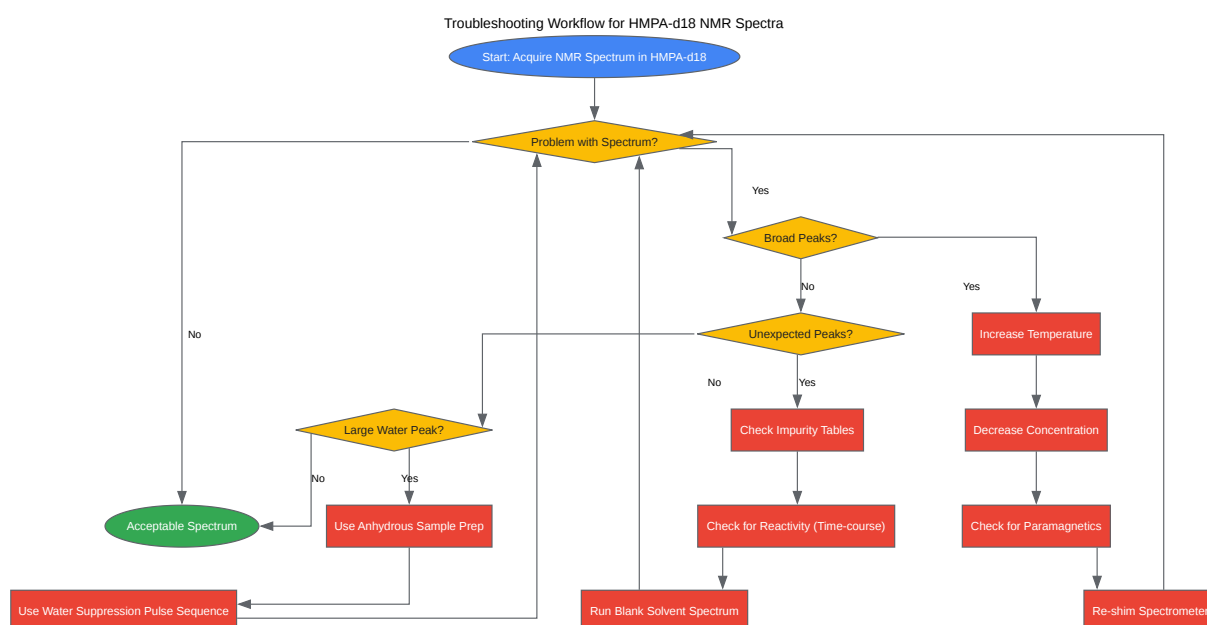 Troubleshooting Workflow for HMPA-d18 NMR Spectra
Start: Acquire NMR Spectrum in HMPA-d18
Problem with Spectrum?
Yes
Broad Peaks?
No
Yes
No
Unexpected Peaks?
Increase Temperature
No
Yes
Large Water Peak?
Check Impurity Tables
Decrease Concentration
No
Yes
Acceptable Spectrum
Use Anhydrous Sample Prep
Check for Reactivity (Time-course)
Check for Paramagnetics
Use Water Suppression Pulse Sequence
Run Blank Solvent Spectrum
Re-shim Spectrometer